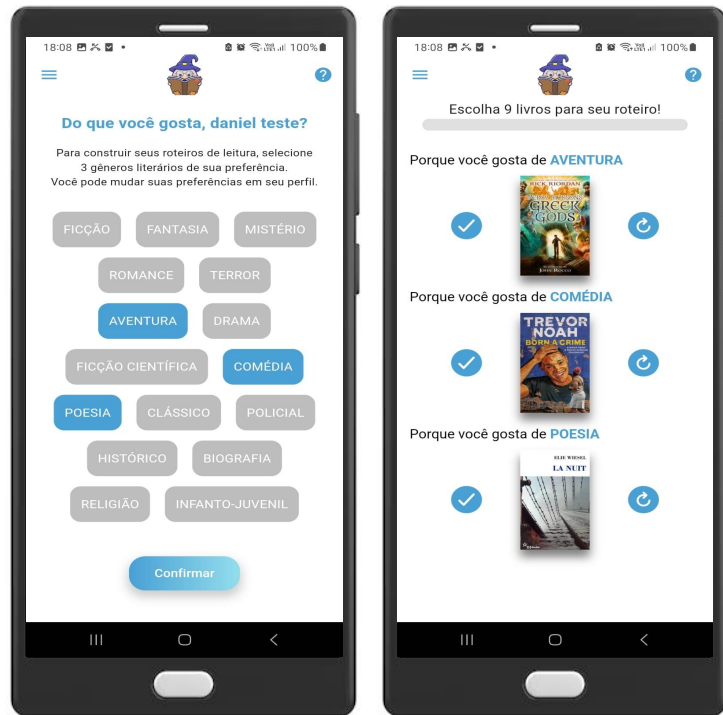 18:08
100%
?
Do que você gosta, daniel teste?
Para construir seus roteiros de leitura, selecione
3 gêneros literários de sua preferência.
Você pode mudar suas preferências em seu perfil.
FICÇÃO FANTASIA MISTÉRIO
ROMANCE TERROR
AVENTURA DRAMA
FICÇÃO CIENTÍFICA COMÉDIA
POESIA CLÁSSICO POLICIAL
HISTÓRICO BIOGRAFIA
RELIGIÃO INFANTO-JUVENIL
Confirmar
18:08
100%
?
Escolha 9 livros para seu roteiro!
Porque você gosta de AVENTURA
RICK RIORDAN
GREEK
GODS
JOHN ROCCO
Porque você gosta de COMÉDIA
TREVOR
NOAH
BORN A CRIME
Porque você gosta de POESIA
ELIE WIESEL
LA NUIT